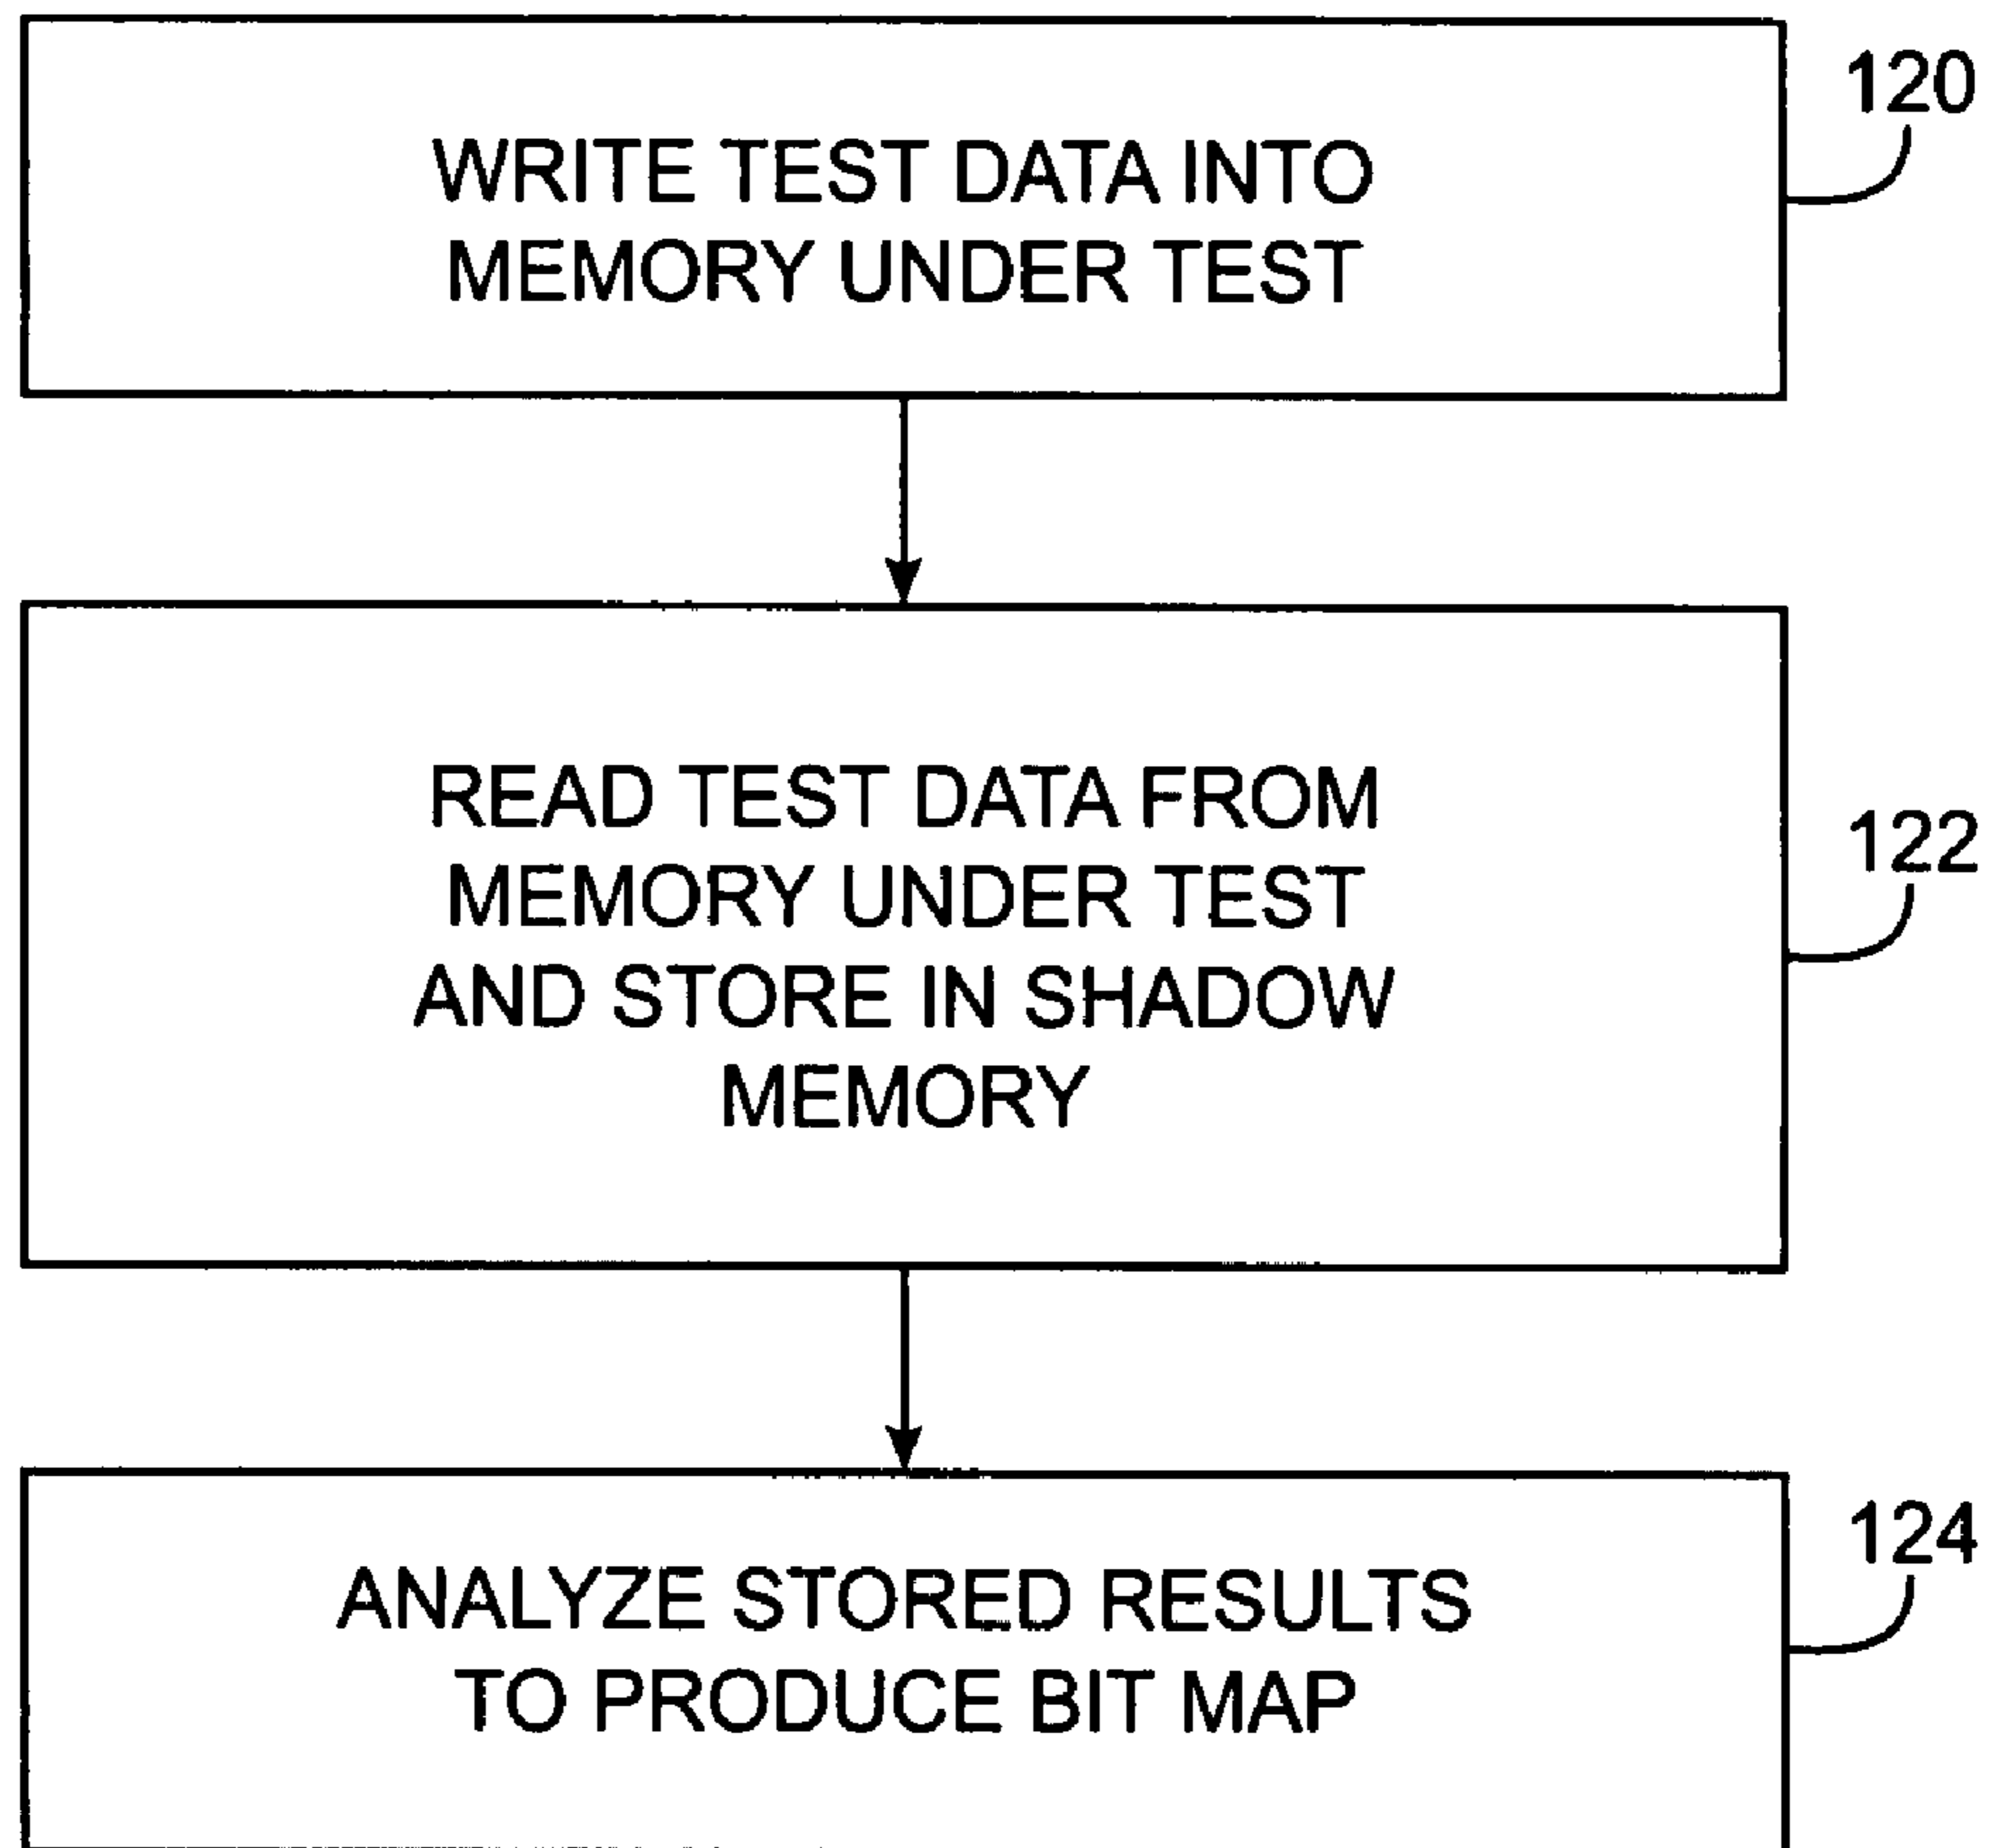 120
WRITE TEST DATA INTO
MEMORY UNDER TEST
122
READ TEST DATA FROM
MEMORY UNDER TEST
AND STORE IN SHADOW
MEMORY
124
ANALYZE STORED RESULTS
TO PRODUCE BIT MAP